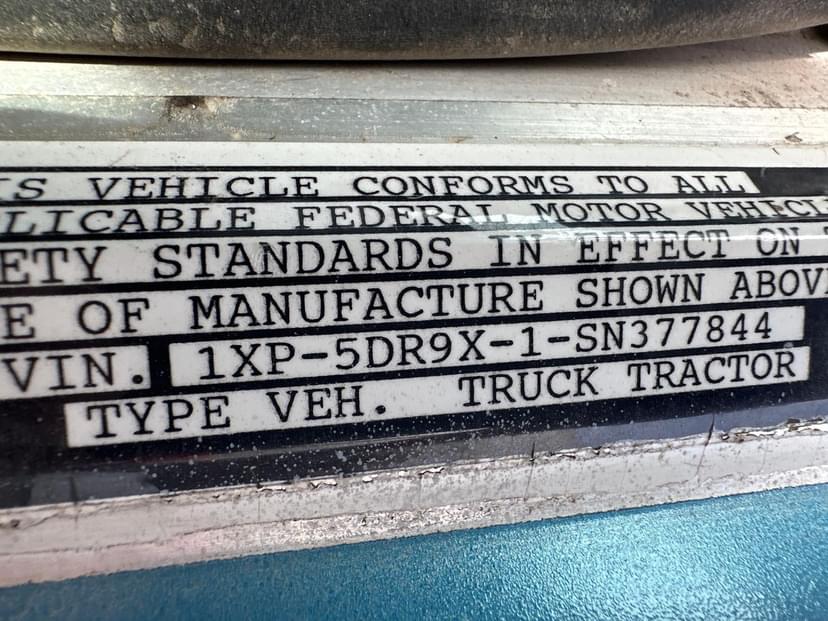 IS VEHICLE CONFORMS TO ALL
LICABLE FEDERAL MOTOR VEHICL
ETY STANDARDS IN EFFECT ON
E OF MANUFACTURE SHOWN ABOV
VIN. 1XP-5DR9X-1-SN377844
TYPE VEH. TRUCK TRACTOR